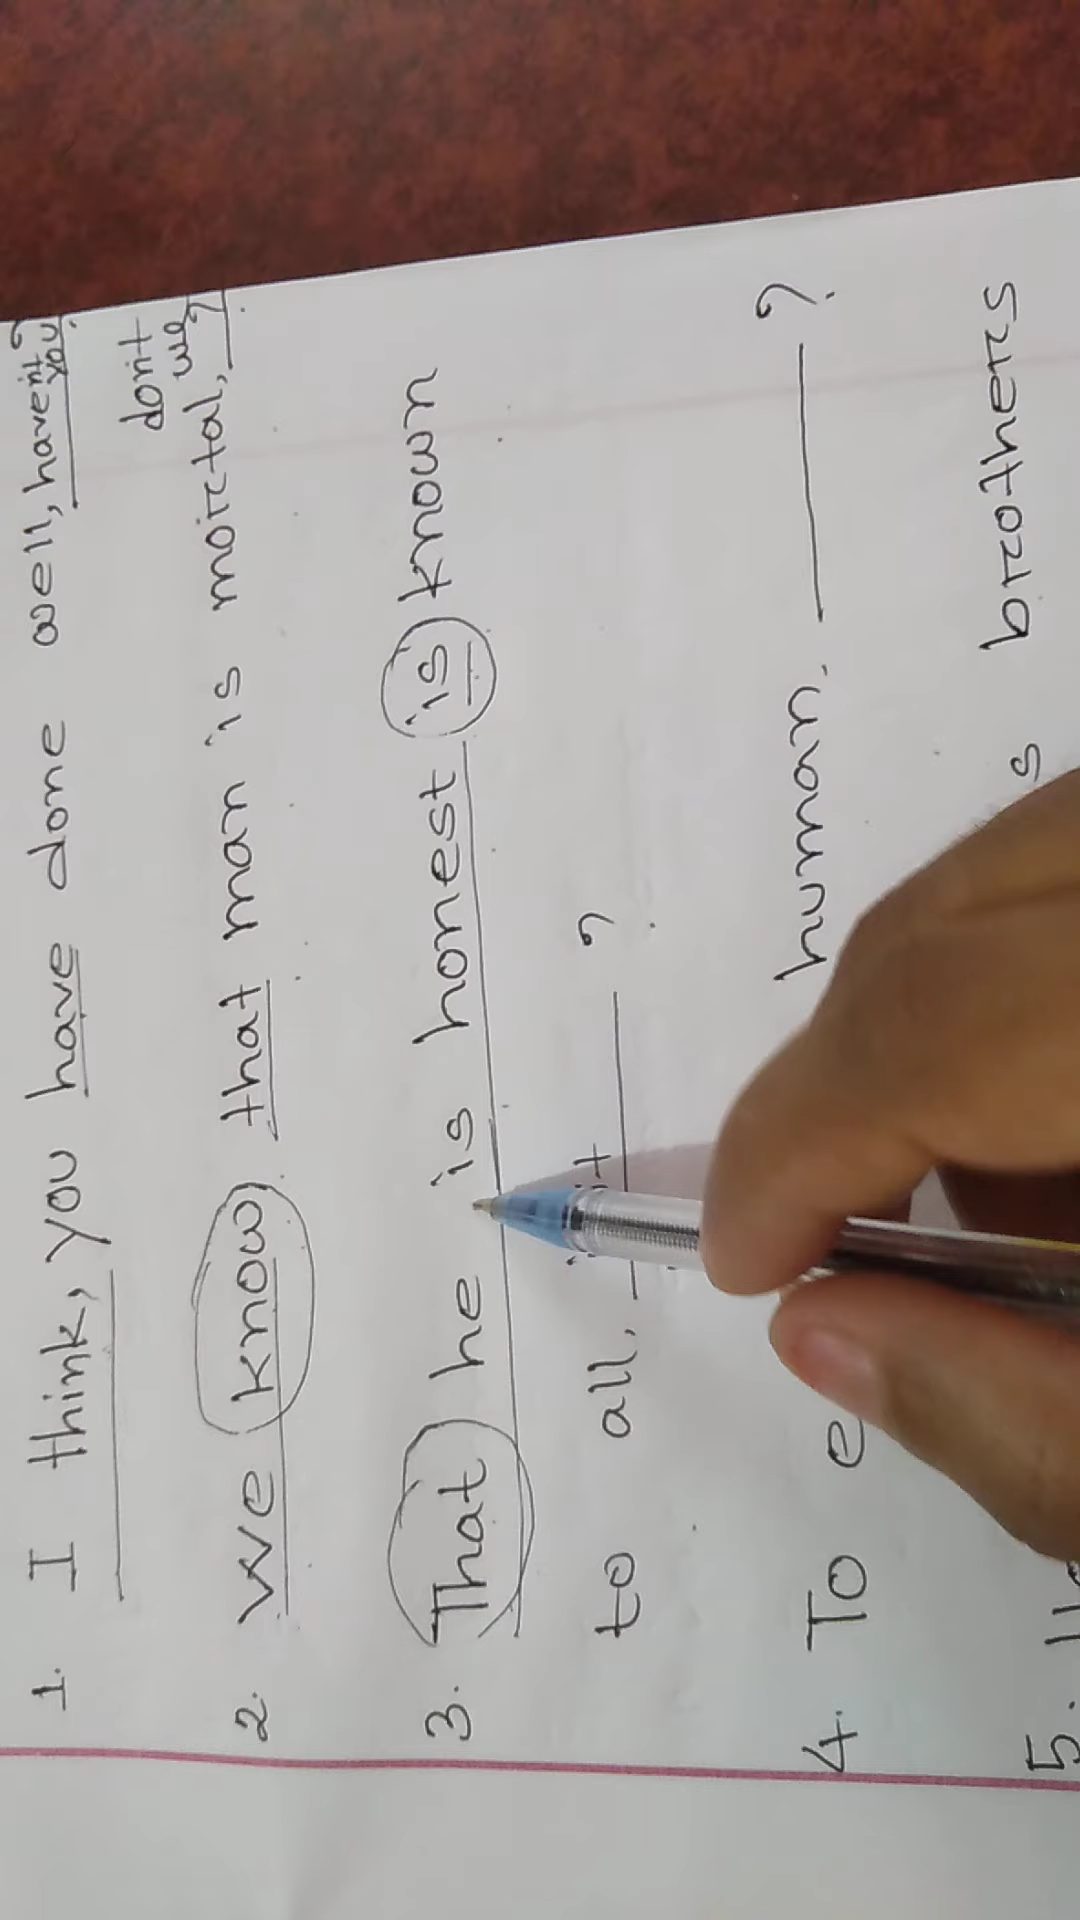 1. I think, you have done well, haven't you?
don't we
2. We know that man is mortal, ?
3. That he is honest is known
to all, ?
4. To e human. ?
5. s brothers